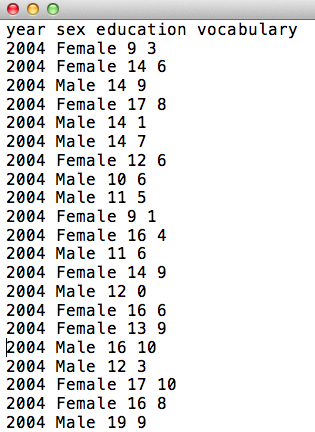 year sex education vocabulary
2004 Female 9 3
2004 Female 14 6
2004 Male 14 9
2004 Female 17 8
2004 Male 14 1
2004 Male 14 7
2004 Female 12 6
2004 Male 10 6
2004 Male 11 5
2004 Female 9 1
2004 Female 16 4
2004 Male 11 6
2004 Female 14 9
2004 Male 12 0
2004 Female 16 6
2004 Female 13 9
2004 Male 16 10
2004 Male 12 3
2004 Female 17 10
2004 Female 16 8
2004 Male 19 9